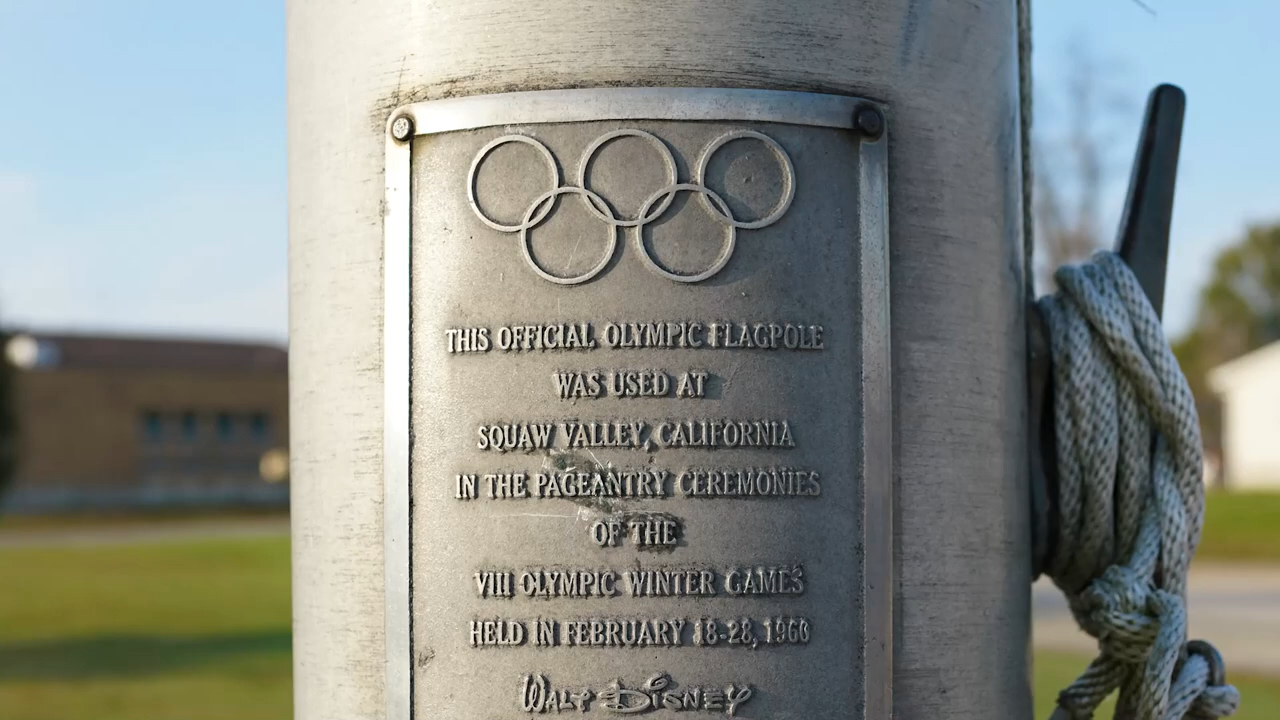 THIS OFFICIAL OLYMPIC FLAGPOLE
WAS USED AT
SQUAW VALLEY, CALIFORNIA
IN THE PAGEANTRY CEREMONIES
OF THE
VIII OLYMPIC WINTER GAMES
HELD IN FEBRUARY 18-28, 1960
WALT DISNEY